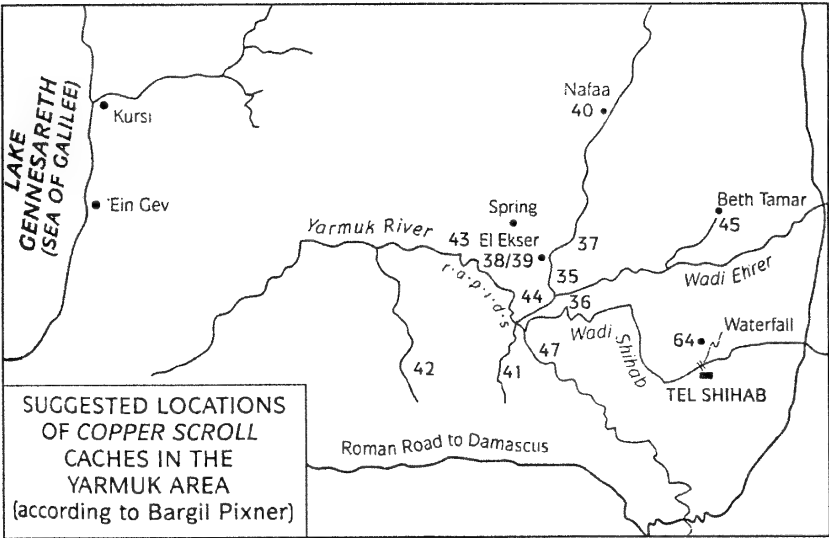 LAKE
GENNESARETH
(SEA OF GALILEE)
Kursi
'Ein Gev
Nafaa
40
Spring
Beth Tamar
45
Yarmuk River
43
El Ekser
38/39
37
r·a·p·i·d·s
35
44
36
Wadi Ehrer
Wadi Shihab
47
64
Waterfall
42
41
TEL SHIHAB
Roman Road to Damascus
SUGGESTED LOCATIONS
OF COPPER SCROLL
CACHES IN THE
YARMUK AREA
(according to Bargil Pixner)